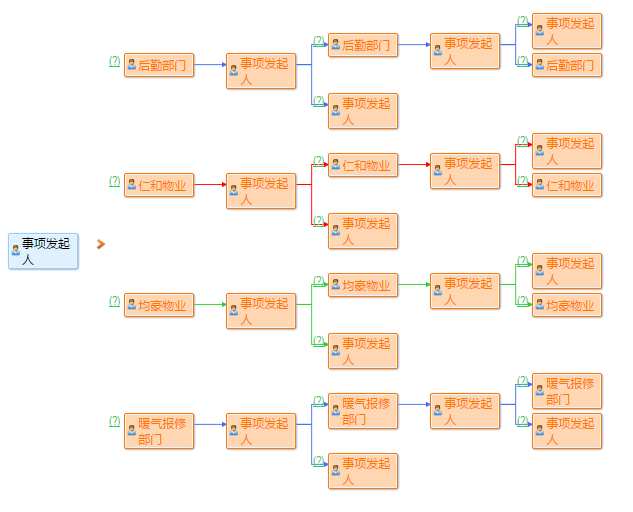 事项发起
人
(?)
后勤部门
事项发起
人
(?)
后勤部门
(?)
事项发起
人
事项发起
人
(?)
事项发起
人
(?)
后勤部门
(?)
仁和物业
事项发起
人
(?)
仁和物业
(?)
事项发起
人
事项发起
人
(?)
事项发起
人
(?)
仁和物业
(?)
均豪物业
事项发起
人
(?)
均豪物业
(?)
事项发起
人
事项发起
人
(?)
事项发起
人
(?)
均豪物业
(?)
暖气报修
部门
事项发起
人
(?)
暖气报修
部门
(?)
事项发起
人
事项发起
人
(?)
暖气报修
部门
(?)
事项发起
人